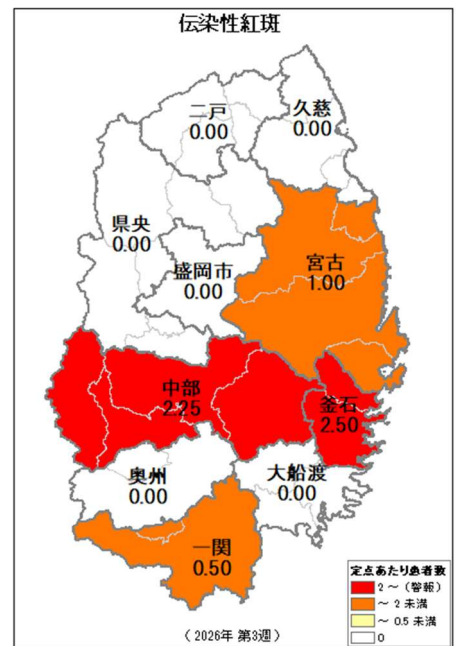 伝染性紅斑
二戸
0.00
久慈
0.00
県央
0.00
盛岡市
0.00
宮古
1.00
中部
2.25
釜石
2.50
奥州
0.00
大船渡
0.00
一関
0.50
定点あたり患者数
2 ～ (警報)
～ 2 未満
～ 0.5 未満
0
(2026年 第3週)